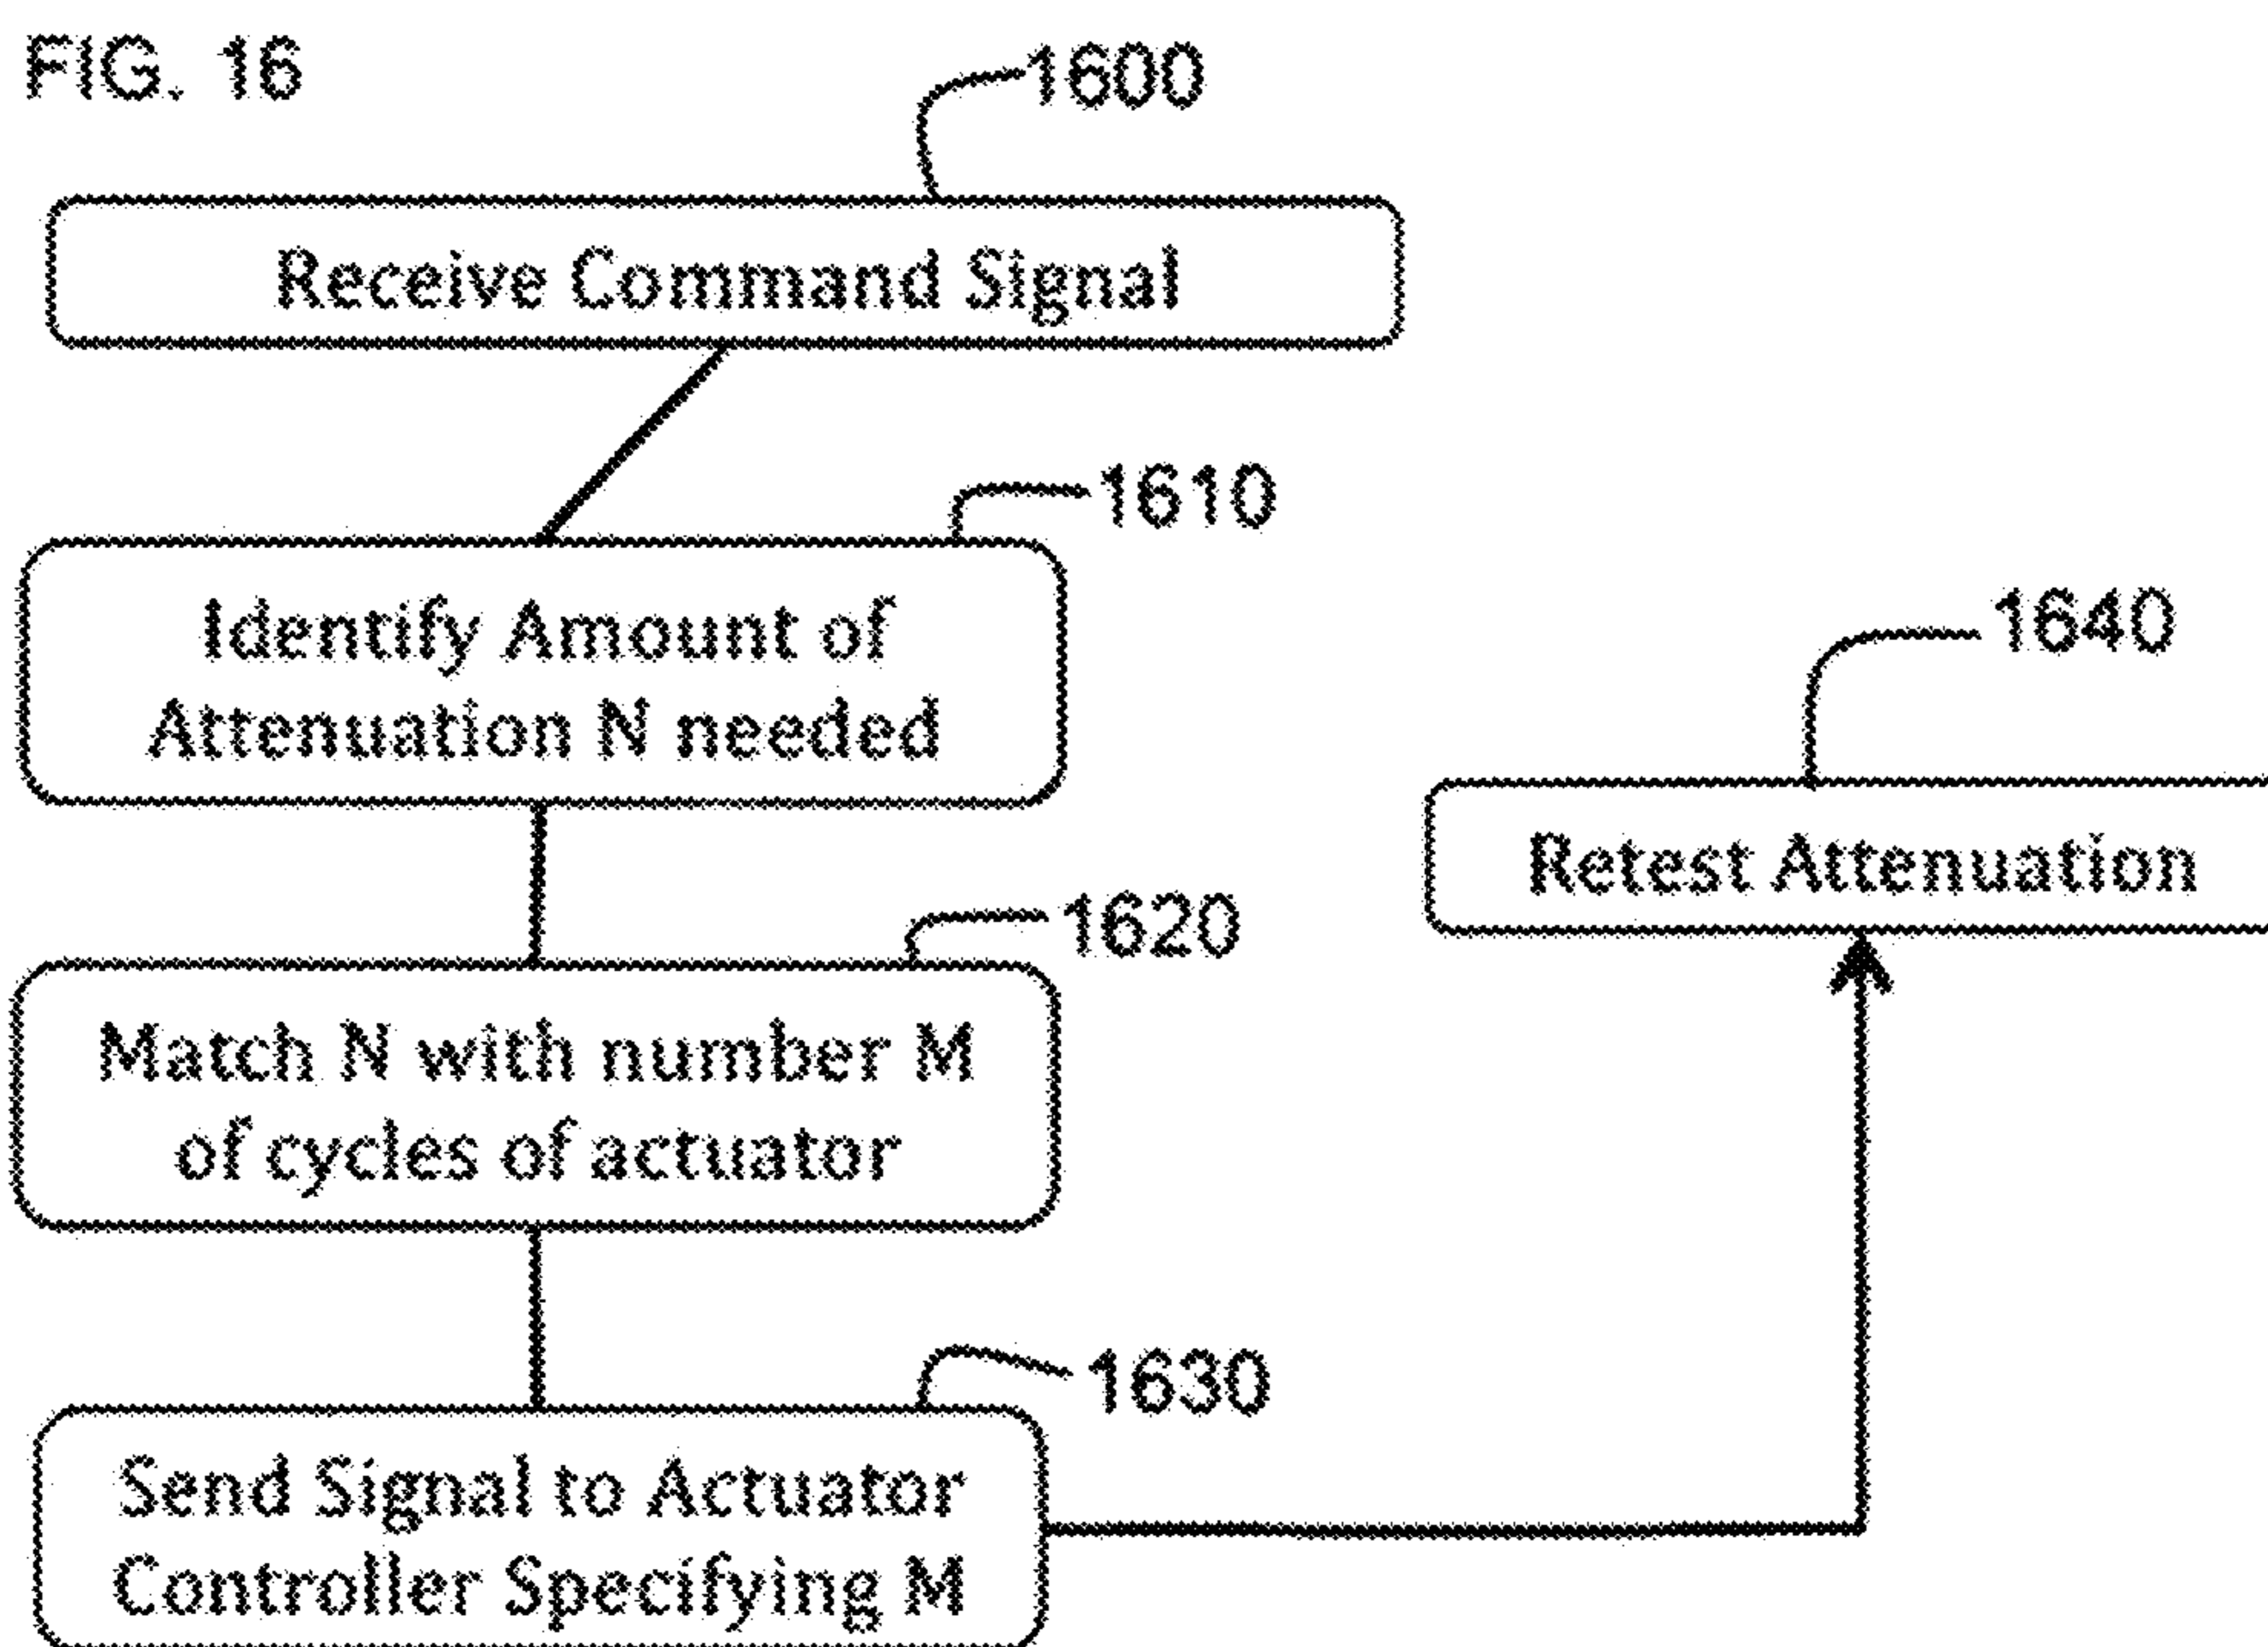 FIG. 16
1600
Receive Command Signal
1610
Identify Amount of
Attenuation N needed
1640
Retest Attenuation
1620
Match N with number M
of cycles of actuator
1630
Send Signal to Actuator
Controller Specifying M